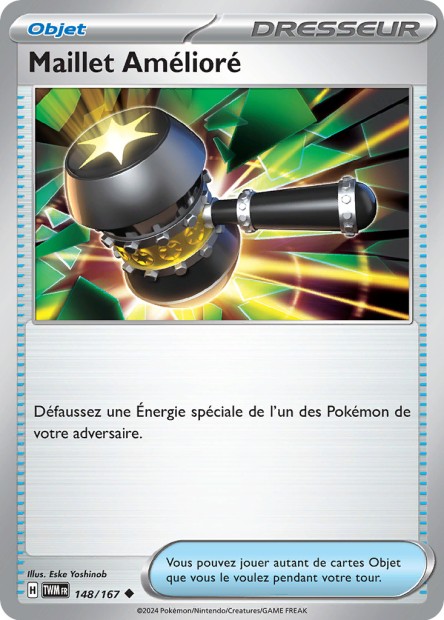 Objet
DRESSEUR
Maillet Amélioré
Défaussez une Énergie spéciale de l'un des Pokémon de
votre adversaire.
Illus. Eske Yoshinob
Vous pouvez jouer autant de cartes Objet
que vous le voulez pendant votre tour.
H TWM FR 148/167
©2024 Pokémon/Nintendo/Creatures/GAME FREAK